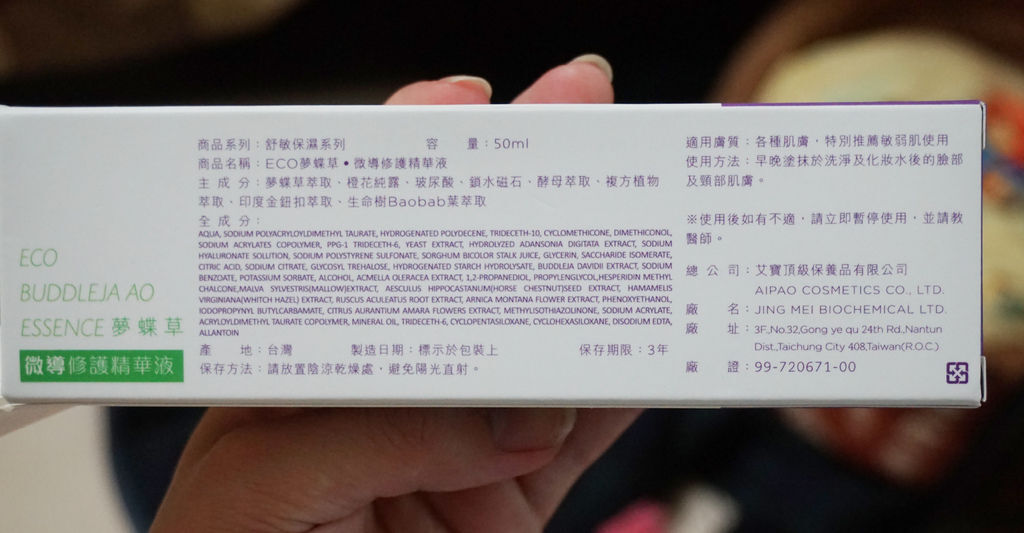 ECO
BUDDLEJA AO
ESSENCE 夢蝶草
微導修護精華液
商品系列：舒敏保濕系列　容　量：50ml
商品名稱：ECO夢蝶草•微導修護精華液
主 成 分：夢蝶草萃取、橙花純露、玻尿酸、鎖水磁石、酵母萃取、複方植物
萃取、印度金鈕扣萃取、生命樹Baobab葉萃取
全 成 分：
AQUA, SODIUM POLYACRYLOYLDIMETHYL TAURATE, HYDROGENATED POLYDECENE, TRIDECETH-10, CYCLOMETHICONE, DIMETHICONOL,
SODIUM ACRYLATES COPOLYMER, PPG-1 TRIDECETH-6, YEAST EXTRACT, HYDROLYZED ADANSONIA DIGITATA EXTRACT, SODIUM
HYALURONATE SOLUTION, SODIUM POLYSTYRENE SULFONATE, SORGHUM BICOLOR STALK JUICE, GLYCERIN, SACCHARIDE ISOMERATE,
CITRIC ACID, SODIUM CITRATE, GLYCOSYL TREHALOSE, HYDROGENATED STARCH HYDROLYSATE, BUDDLEJA DAVIDII EXTRACT, SODIUM
BENZOATE, POTASSIUM SORBATE, ALCOHOL, ACMELLA OLERACEA EXTRACT, 1,2-PROPANEDIOL, PROPYLENGLYCOL,HESPERIDIN METHYL
CHALCONE,MALVA SYLVESTRIS(MALLOW)EXTRACT, AESCULUS HIPPOCASTANUM(HORSE CHESTNUT)SEED EXTRACT, HAMAMELIS
VIRGINIANA(WHITCH HAZEL) EXTRACT, RUSCUS ACULEATUS ROOT EXTRACT, ARNICA MONTANA FLOWER EXTRACT, PHENOXYETHANOL,
IODOPROPYNYL BUTYLCARBAMATE, CITRUS AURANTIUM AMARA FLOWERS EXTRACT, METHYLISOTHIAZOLINONE, SODIUM ACRYLATE,
ACRYLOYLDIMETHYL TAURATE COPOLYMER, MINERAL OIL, TRIDECETH-6, CYCLOPENTASILOXANE, CYCLOHEXASILOXANE, DISODIUM EDTA,
ALLANTOIN
產　地：台灣　製造日期：標示於包裝上　保存期限：3年
保存方法：請放置陰涼乾燥處，避免陽光直射。
適用膚質：各種肌膚，特別推薦敏弱肌使用
使用方法：早晚塗抹於洗淨及化妝水後的臉部
及頸部肌膚。
※使用後如有不適，請立即暫停使用，並請教
醫師。
總 公 司：艾寶頂級保養品有限公司
AIPAO COSMETICS CO., LTD.
廠　名：JING MEI BIOCHEMICAL LTD.
廠　址：3F.,No.32,Gong ye qu 24th Rd.,Nantun
Dist.,Taichung City 408,Taiwan(R.O.C.)
廠　證：99-720671-00